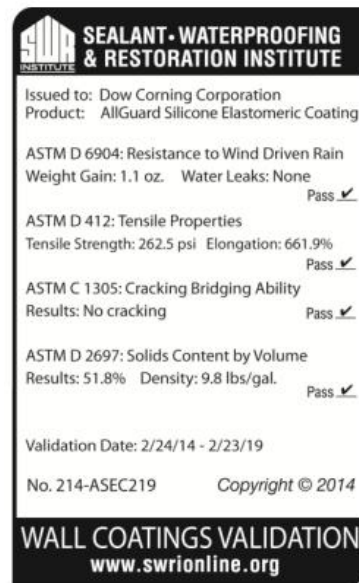 SWR
INSTITUTE
SEALANT • WATERPROOFING
& RESTORATION INSTITUTE
Issued to: Dow Corning Corporation
Product: AllGuard Silicone Elastomeric Coating
ASTM D 6904: Resistance to Wind Driven Rain
Weight Gain: 1.1 oz. Water Leaks: None
Pass ✔
ASTM D 412: Tensile Properties
Tensile Strength: 262.5 psi Elongation: 661.9%
Pass ✔
ASTM C 1305: Cracking Bridging Ability
Results: No cracking Pass ✔
ASTM D 2697: Solids Content by Volume
Results: 51.8% Density: 9.8 lbs/gal.
Pass ✔
Validation Date: 2/24/14 - 2/23/19
No. 214-ASEC219 Copyright © 2014
WALL COATINGS VALIDATION
www.swrionline.org